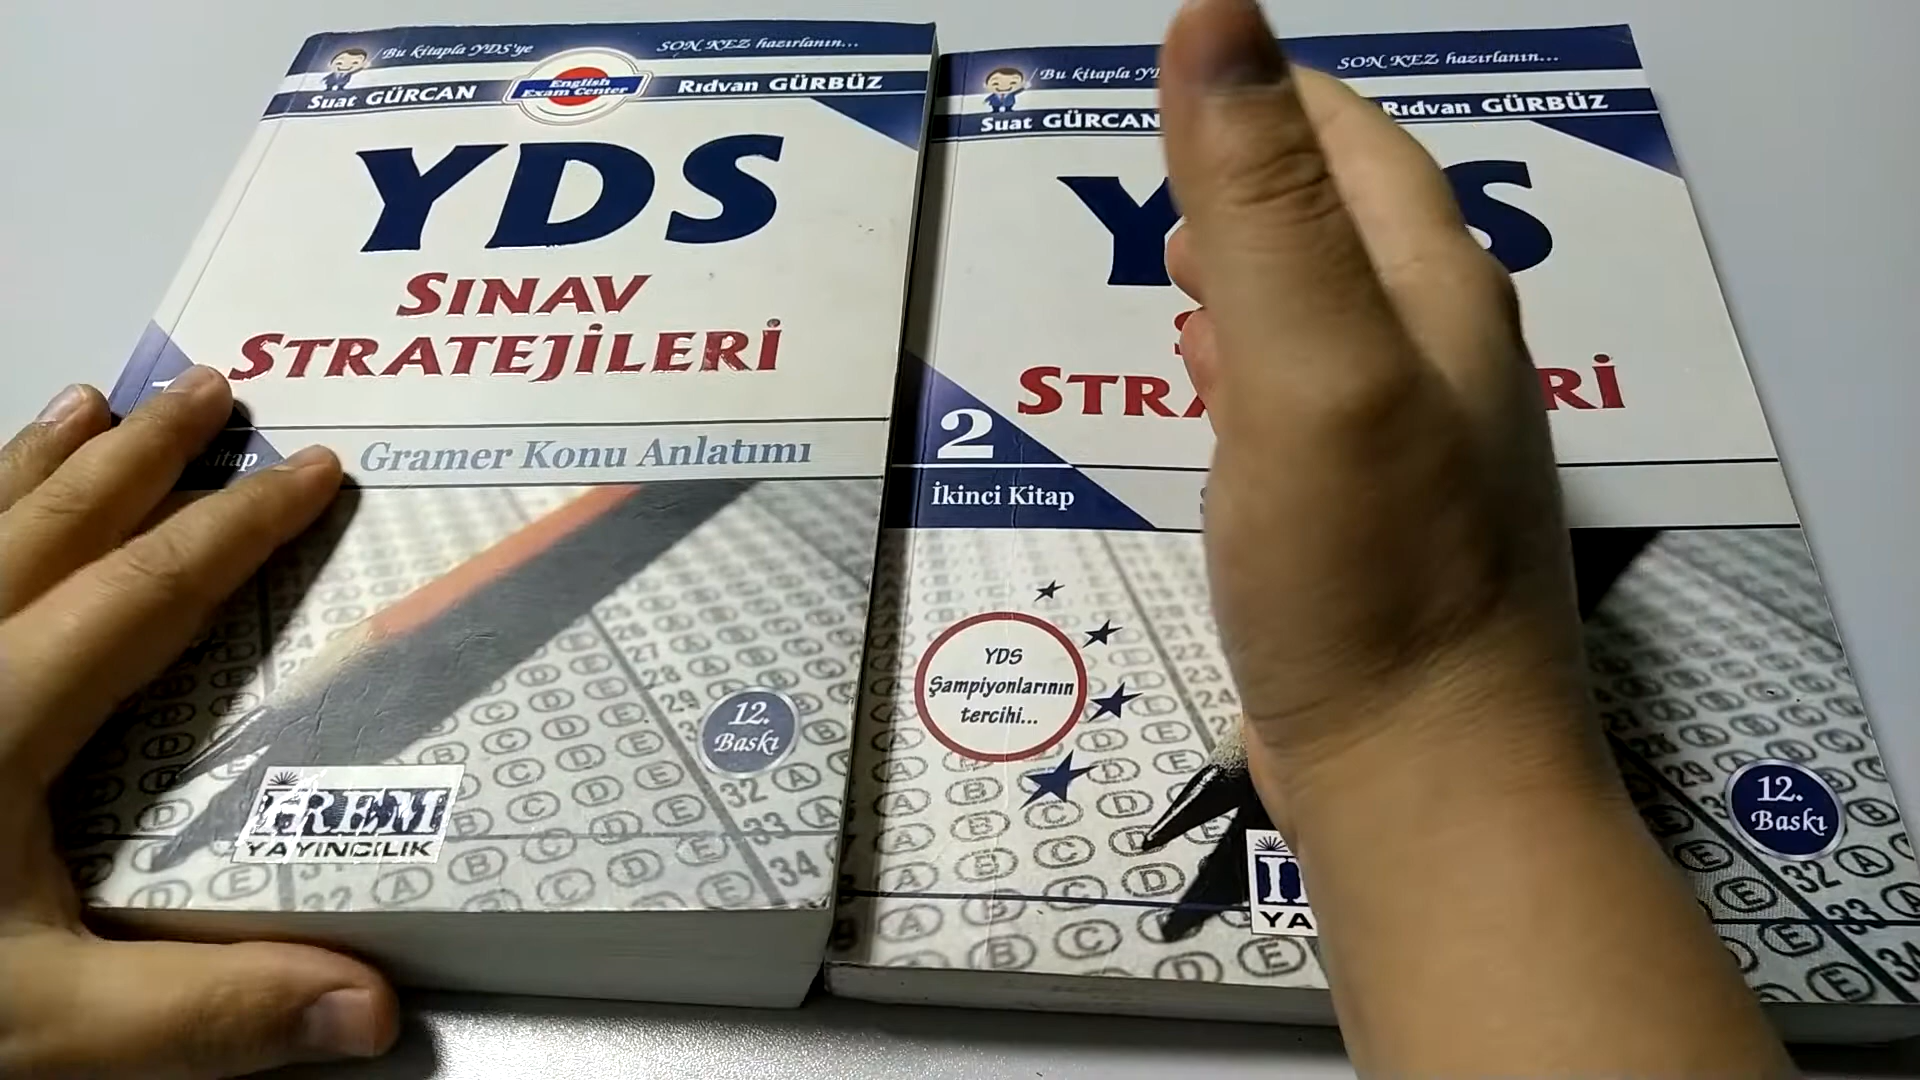 Bu kitapla YDS'ye SON KEZ hazırlanın...
Suat GÜRCAN English Exam Center Rıdvan GÜRBÜZ
YDS
SINAV
STRATEJİLERİ
Kitap
Gramer Konu Anlatımı
12.
Baskı
İREM
YAYINCILIK
Bu kitapla SON KEZ hazırlanın...
Suat GÜRCAN Rıdvan GÜRBÜZ
2
İkinci Kitap
YDS
Şampiyonlarının
tercihi...
12.
Baskı